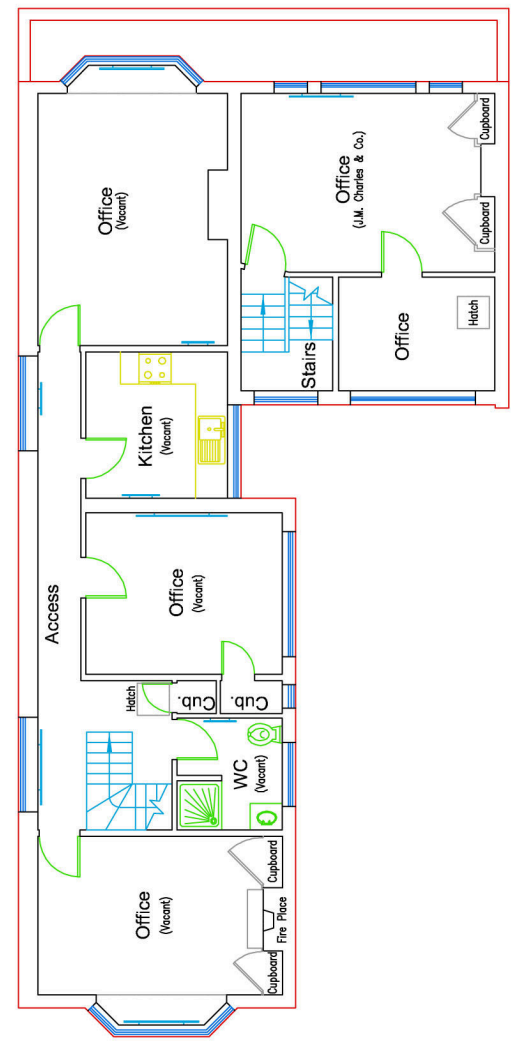 Office
(Vacant)
Office
(J.M. Charles & Co.)
Cupboard
Cupboard
Stairs
Office
Hatch
Kitchen
(Vacant)
Access
Office
(Vacant)
Hatch
Cub.
Cub.
WC
(Vacant)
Office
(Vacant)
Cupboard
Fire Place
Cupboard